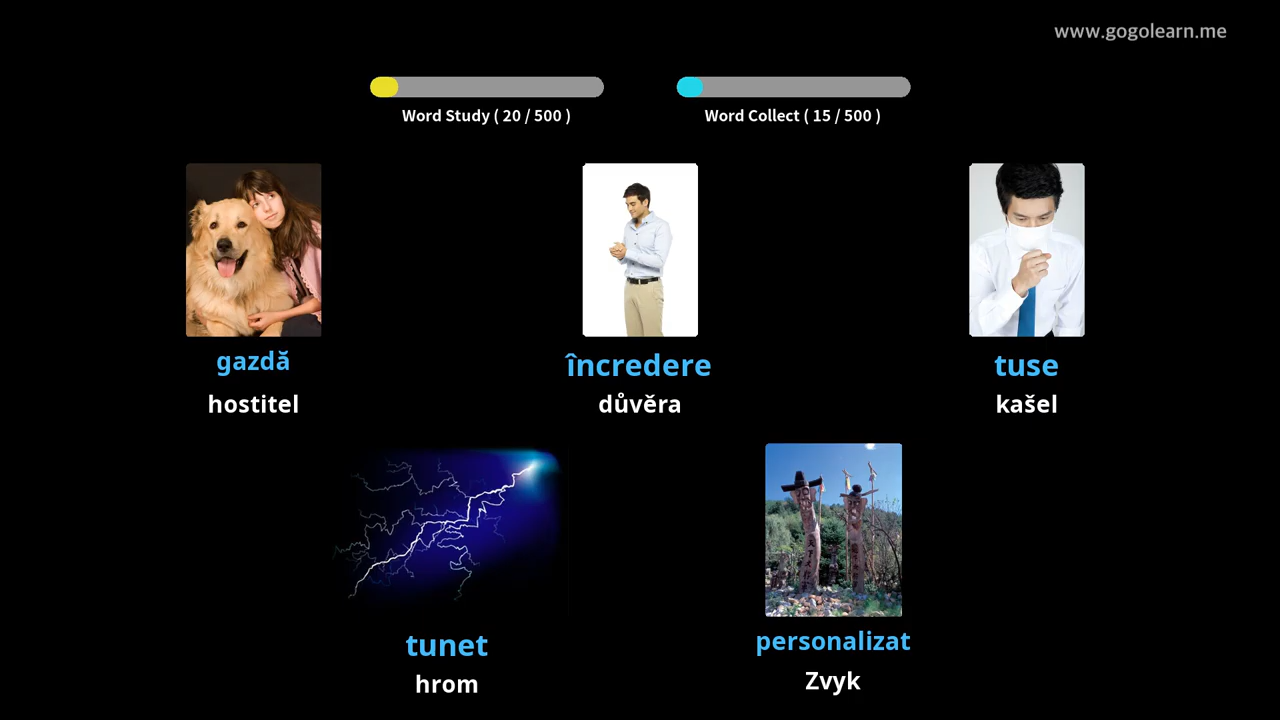 www.gogolearn.me
Word Study ( 20 / 500 )
Word Collect ( 15 / 500 )
gazdă
hostitel
încredere
důvěra
tuse
kašel
tunet
hrom
personalizat
Zvyk